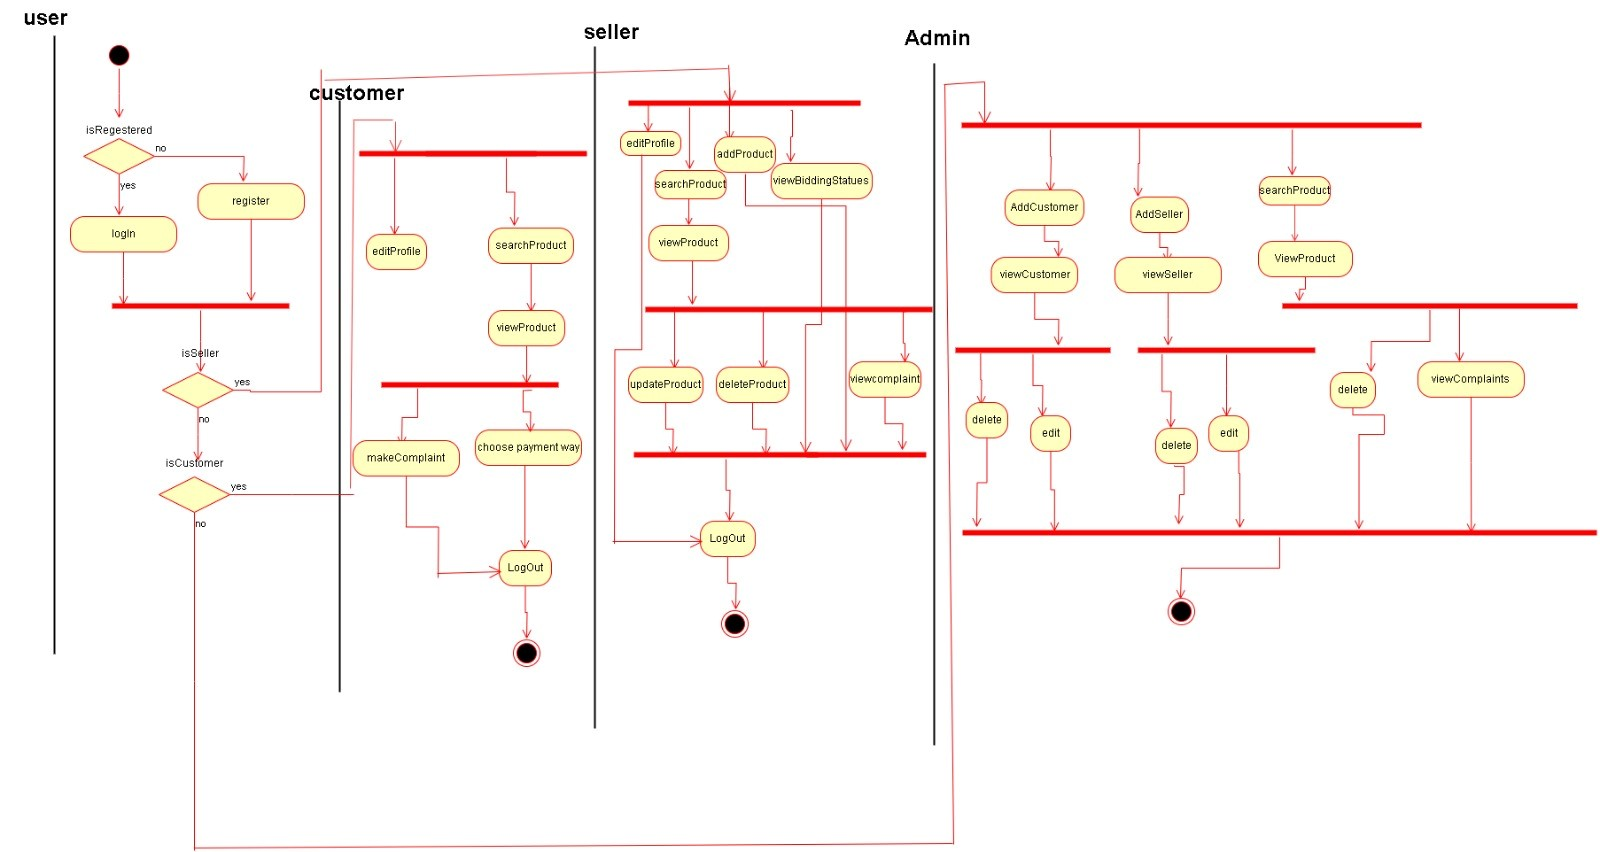 user
isRegestered
no
yes
register
logIn
isSeller
yes
no
isCustomer
yes
no
customer
editProfile
searchProduct
viewProduct
makeComplaint
choose payment way
LogOut
seller
editProfile
addProduct
searchProduct
viewBiddingStatues
viewProduct
updateProduct
deleteProduct
viewcomplaint
LogOut
Admin
AddCustomer
AddSeller
searchProduct
viewCustomer
viewSeller
ViewProduct
delete
edit
delete
edit
delete
viewComplaints